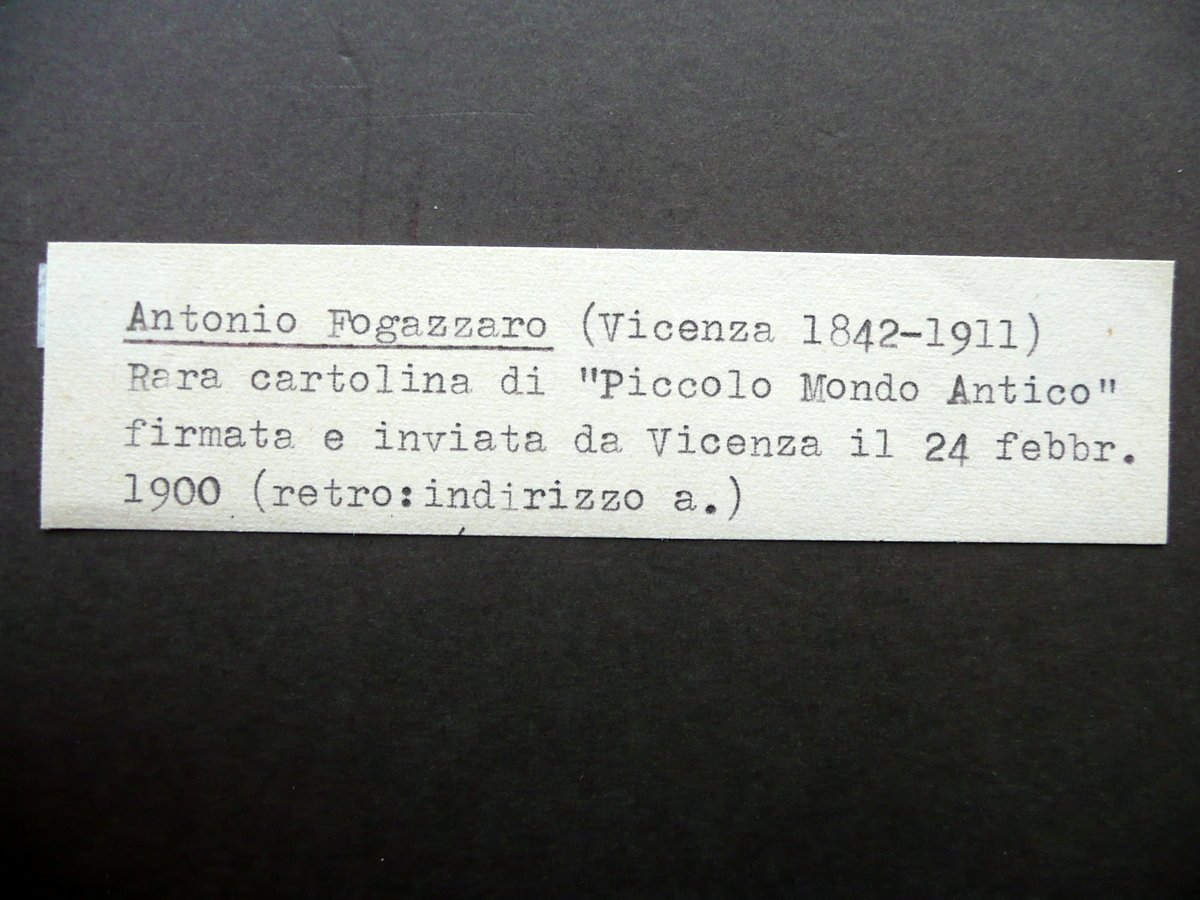 Antonio Fogazzaro (Vicenza 1842-1911)
Rara cartolina di "Piccolo Mondo Antico"
firmata e inviata da Vicenza il 24 febbr.
1900 (retro:indirizzo a.)